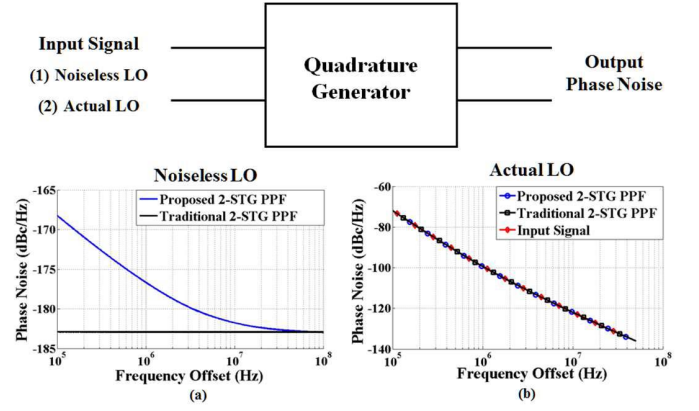 Input Signal
(1) Noiseless LO
(2) Actual LO
Quadrature
Generator
Output
Phase Noise
Noiseless LO
Phase Noise (dBc/Hz)
-165
-170
-175
-180
-185
Proposed 2-STG PPF
Traditional 2-STG PPF
10^5
10^6
10^7
10^8
Frequency Offset (Hz)
(a)
Actual LO
Phase Noise (dBc/Hz)
-60
-80
-100
-120
-140
Proposed 2-STG PPF
Traditional 2-STG PPF
Input Signal
10^5
10^6
10^7
10^8
Frequency Offset (Hz)
(b)